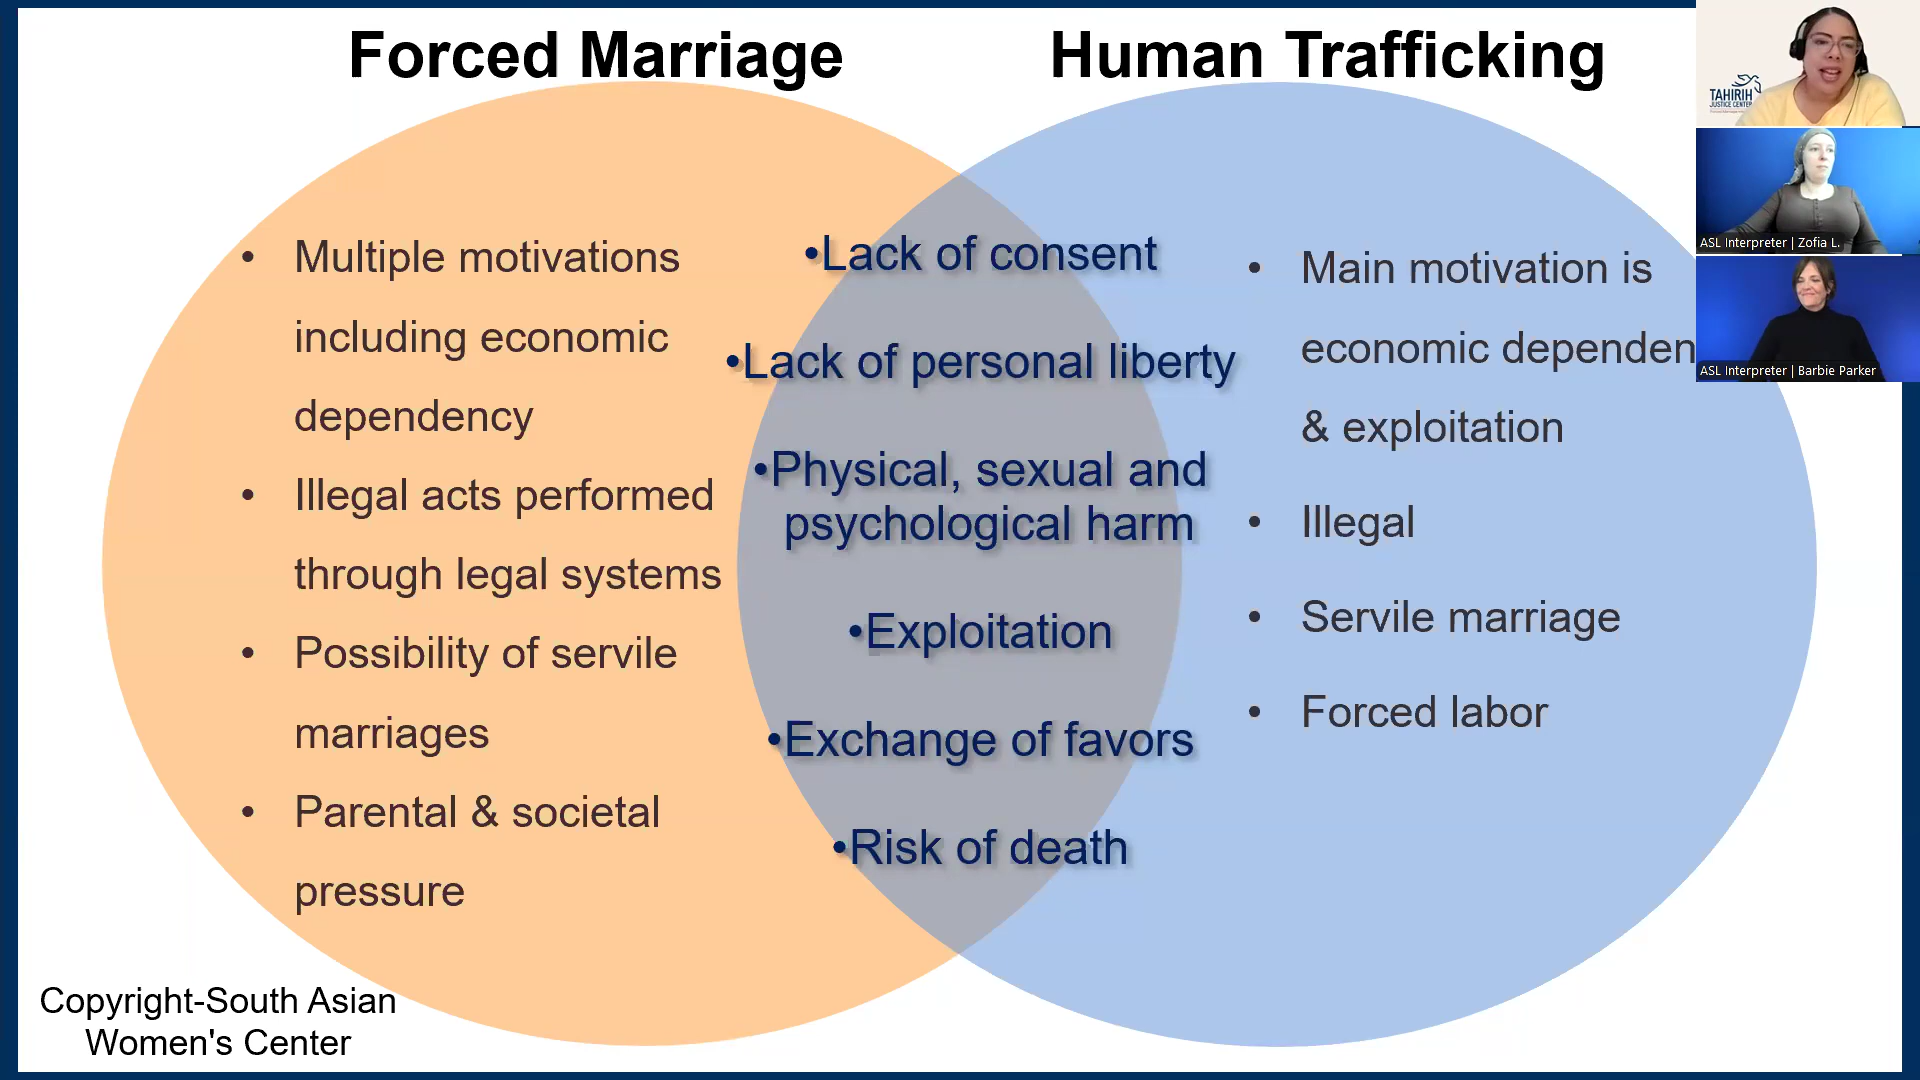 Forced Marriage
Human Trafficking
• Multiple motivations
including economic
dependency
• Illegal acts performed
through legal systems
• Possibility of servile
marriages
• Parental & societal
pressure
•Lack of consent
•Lack of personal liberty
•Physical, sexual and
psychological harm
•Exploitation
•Exchange of favors
•Risk of death
• Main motivation is
economic dependen
& exploitation
• Illegal
• Servile marriage
• Forced labor
Copyright-South Asian
Women's Center
TAHIRIH
JUSTICE CENTER
ASL Interpreter | Zofia L.
ASL Interpreter | Barbie Parker